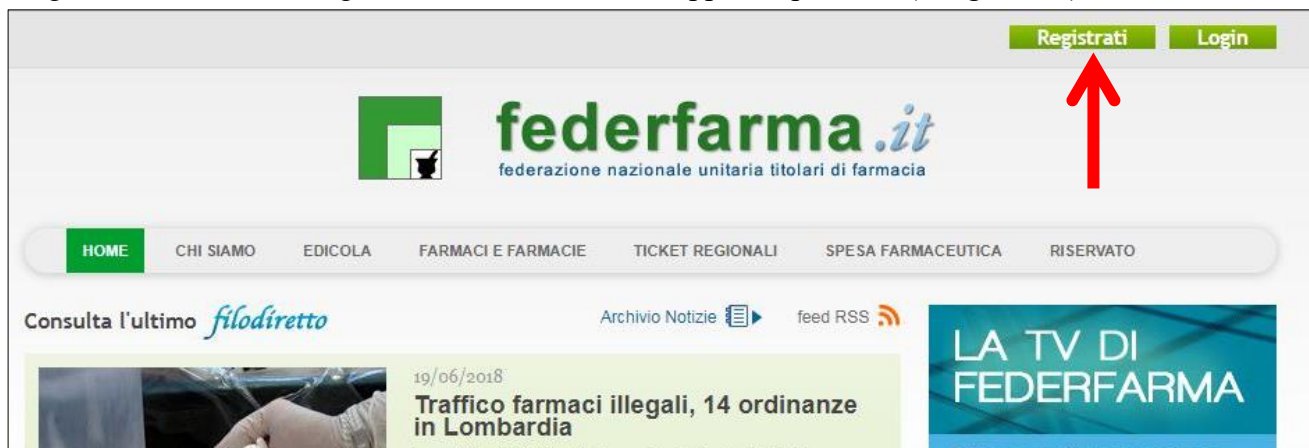 Registrati Login
federfarma.it
federazione nazionale unitaria titolari di farmacia
HOME CHI SIAMO EDICOLA FARMACI E FARMACIE TICKET REGIONALI SPESA FARMACEUTICA RISERVATO
Consulta l'ultimo filodiretto Archivio Notizie feed RSS
LA TV DI
FEDERFARMA
19/06/2018
Traffico farmaci illegali, 14 ordinanze
in Lombardia